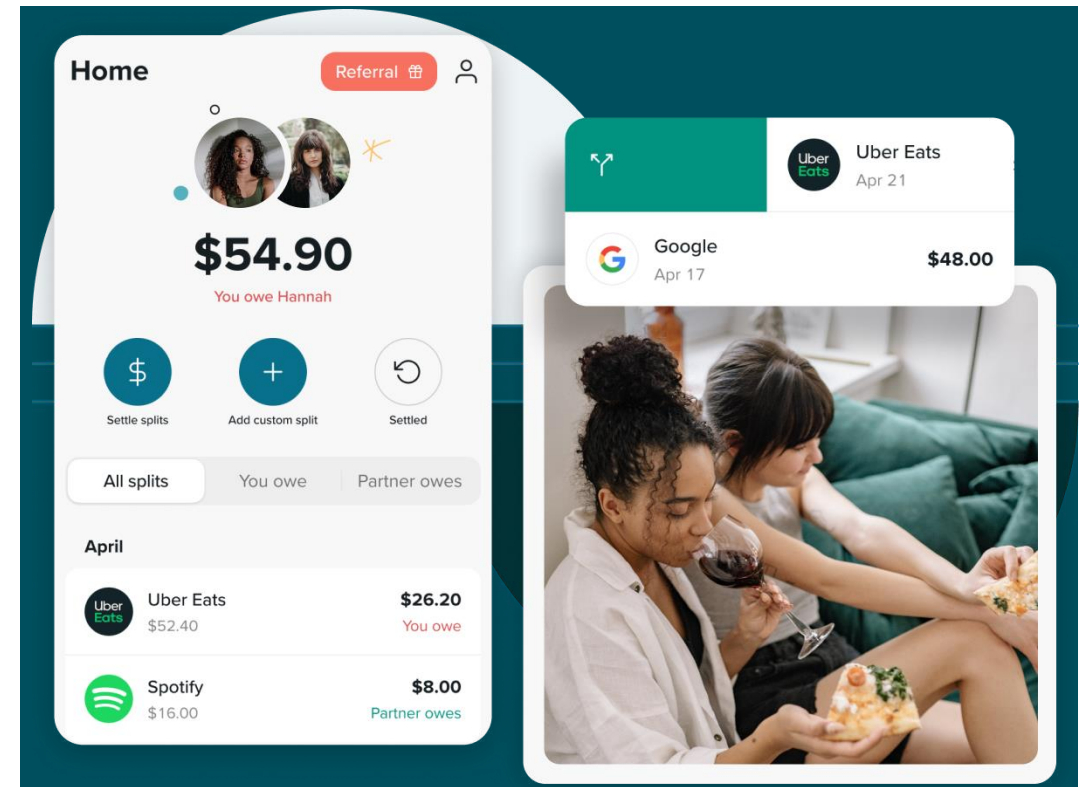 Home
Referral
$54.90
You owe Hannah
Settle splits
Add custom split
Settled
All splits
You owe
Partner owes
April
Uber
Eats
Uber Eats
$52.40
$26.20
You owe
Spotify
$16.00
$8.00
Partner owes
Uber
Eats
Uber Eats
Apr 21
G
Google
Apr 17
$48.00